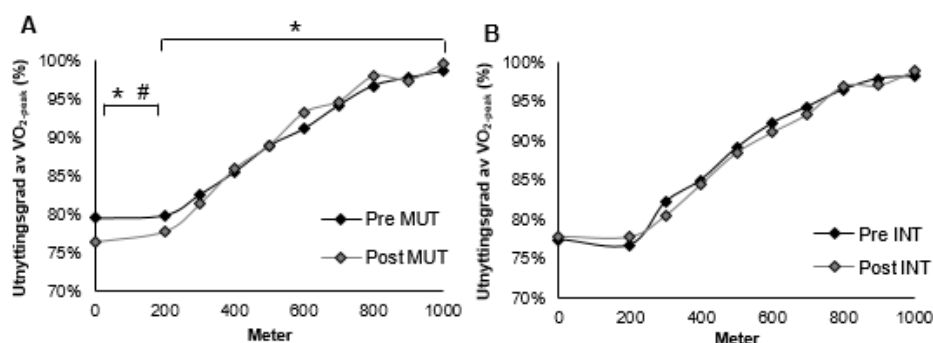 A
*
100%
95%
* #
90%
85%
80%
75%
70%
Utnyttingsgrad av VO2-peak (%)
Pre MUT
Post MUT
0 200 400 600 800 1000
Meter
B
100%
95%
90%
85%
80%
75%
70%
Utnyttingsgrad av VO2-peak (%)
Pre INT
Post INT
0 200 400 600 800 1000
Meter